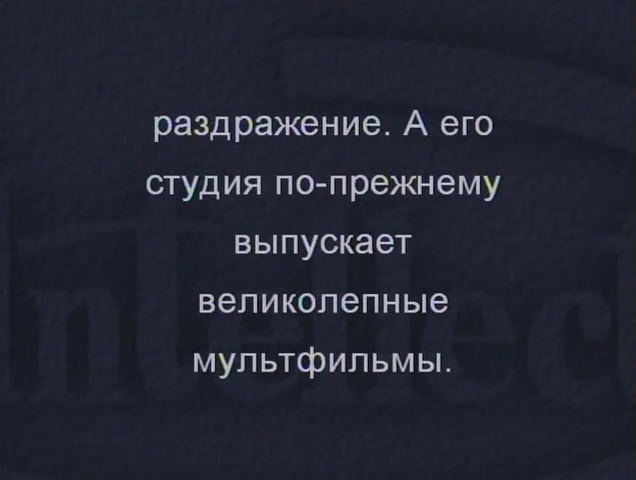 раздражение. А его
студия по-прежнему
выпускает
великолепные
мультфильмы.